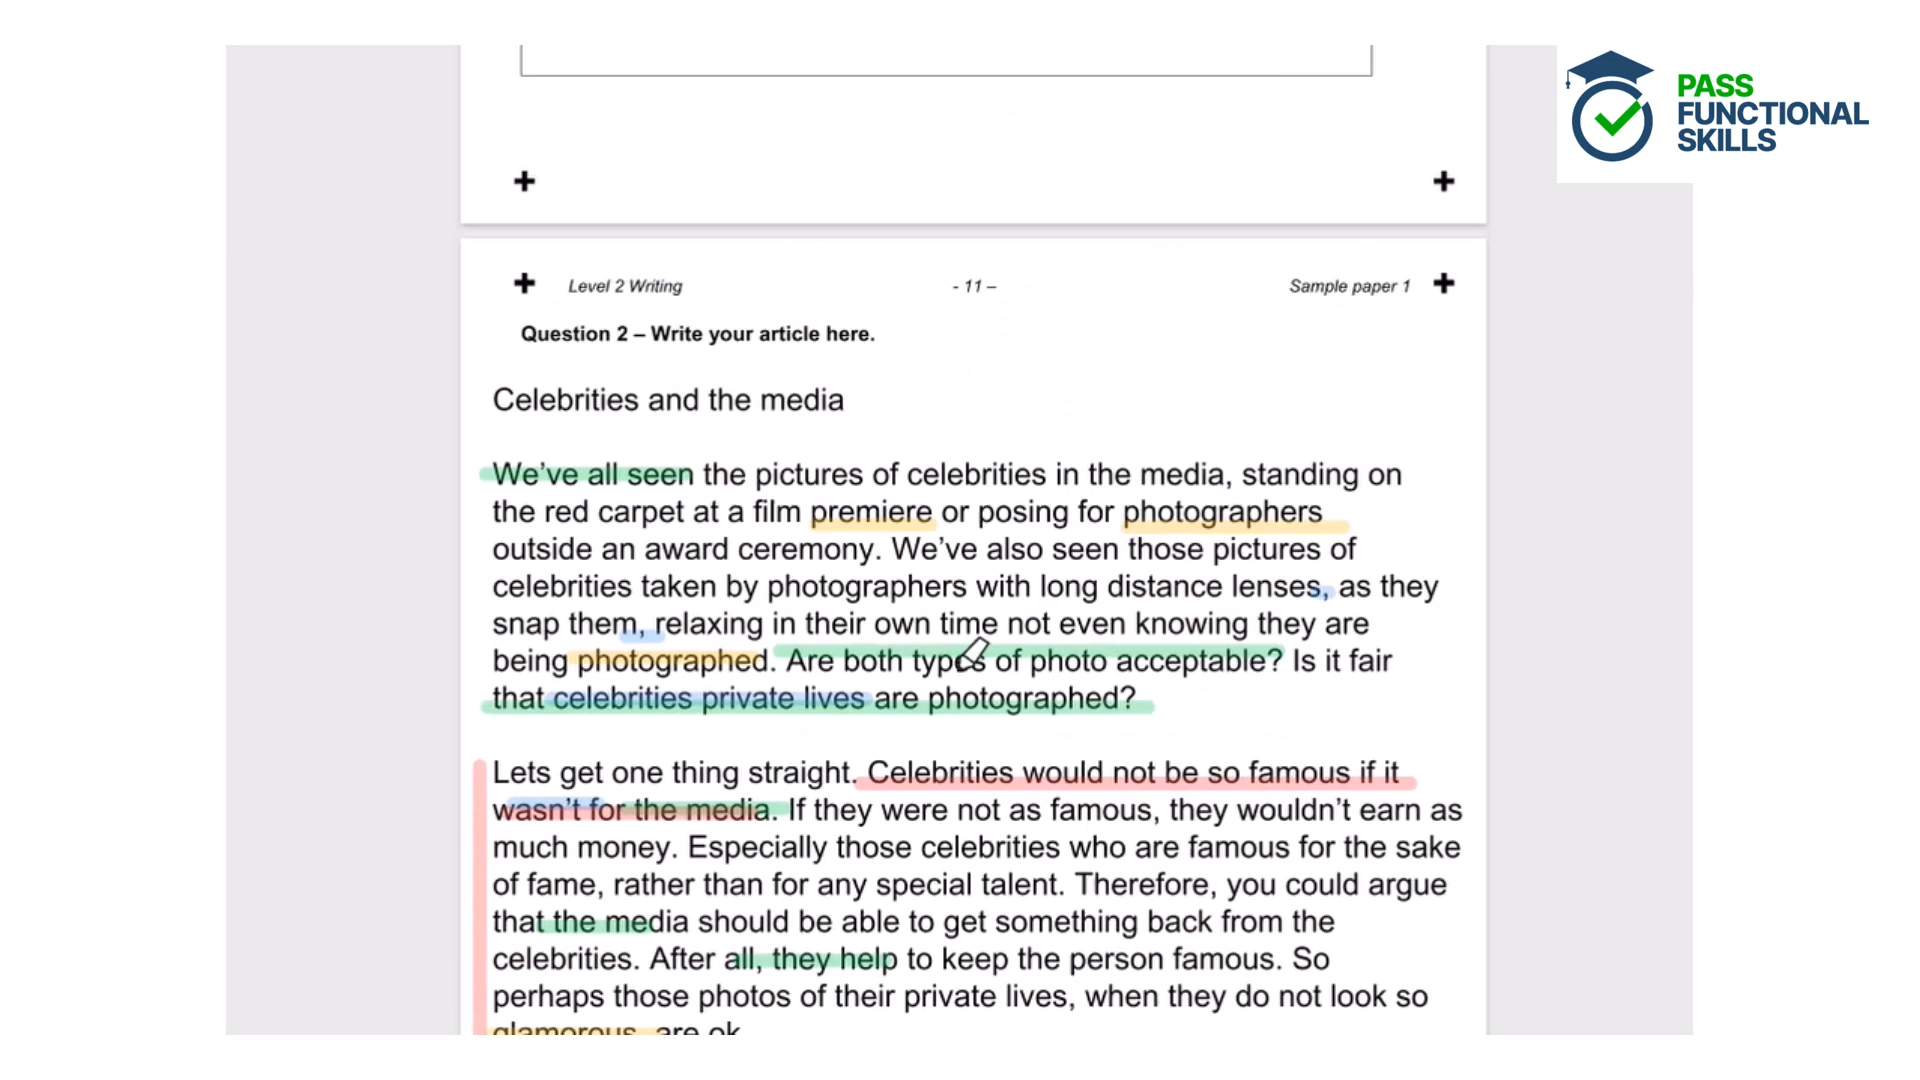 PASS
FUNCTIONAL
SKILLS
Level 2 Writing - 11 – Sample paper 1
Question 2 – Write your article here.
Celebrities and the media
We've all seen the pictures of celebrities in the media, standing on
the red carpet at a film premiere or posing for photographers
outside an award ceremony. We've also seen those pictures of
celebrities taken by photographers with long distance lenses, as they
snap them, relaxing in their own time not even knowing they are
being photographed. Are both types of photo acceptable? Is it fair
that celebrities private lives are photographed?
Lets get one thing straight. Celebrities would not be so famous if it
wasn't for the media. If they were not as famous, they wouldn't earn as
much money. Especially those celebrities who are famous for the sake
of fame, rather than for any special talent. Therefore, you could argue
that the media should be able to get something back from the
celebrities. After all, they help to keep the person famous. So
perhaps those photos of their private lives, when they do not look so
glamorous, are ok